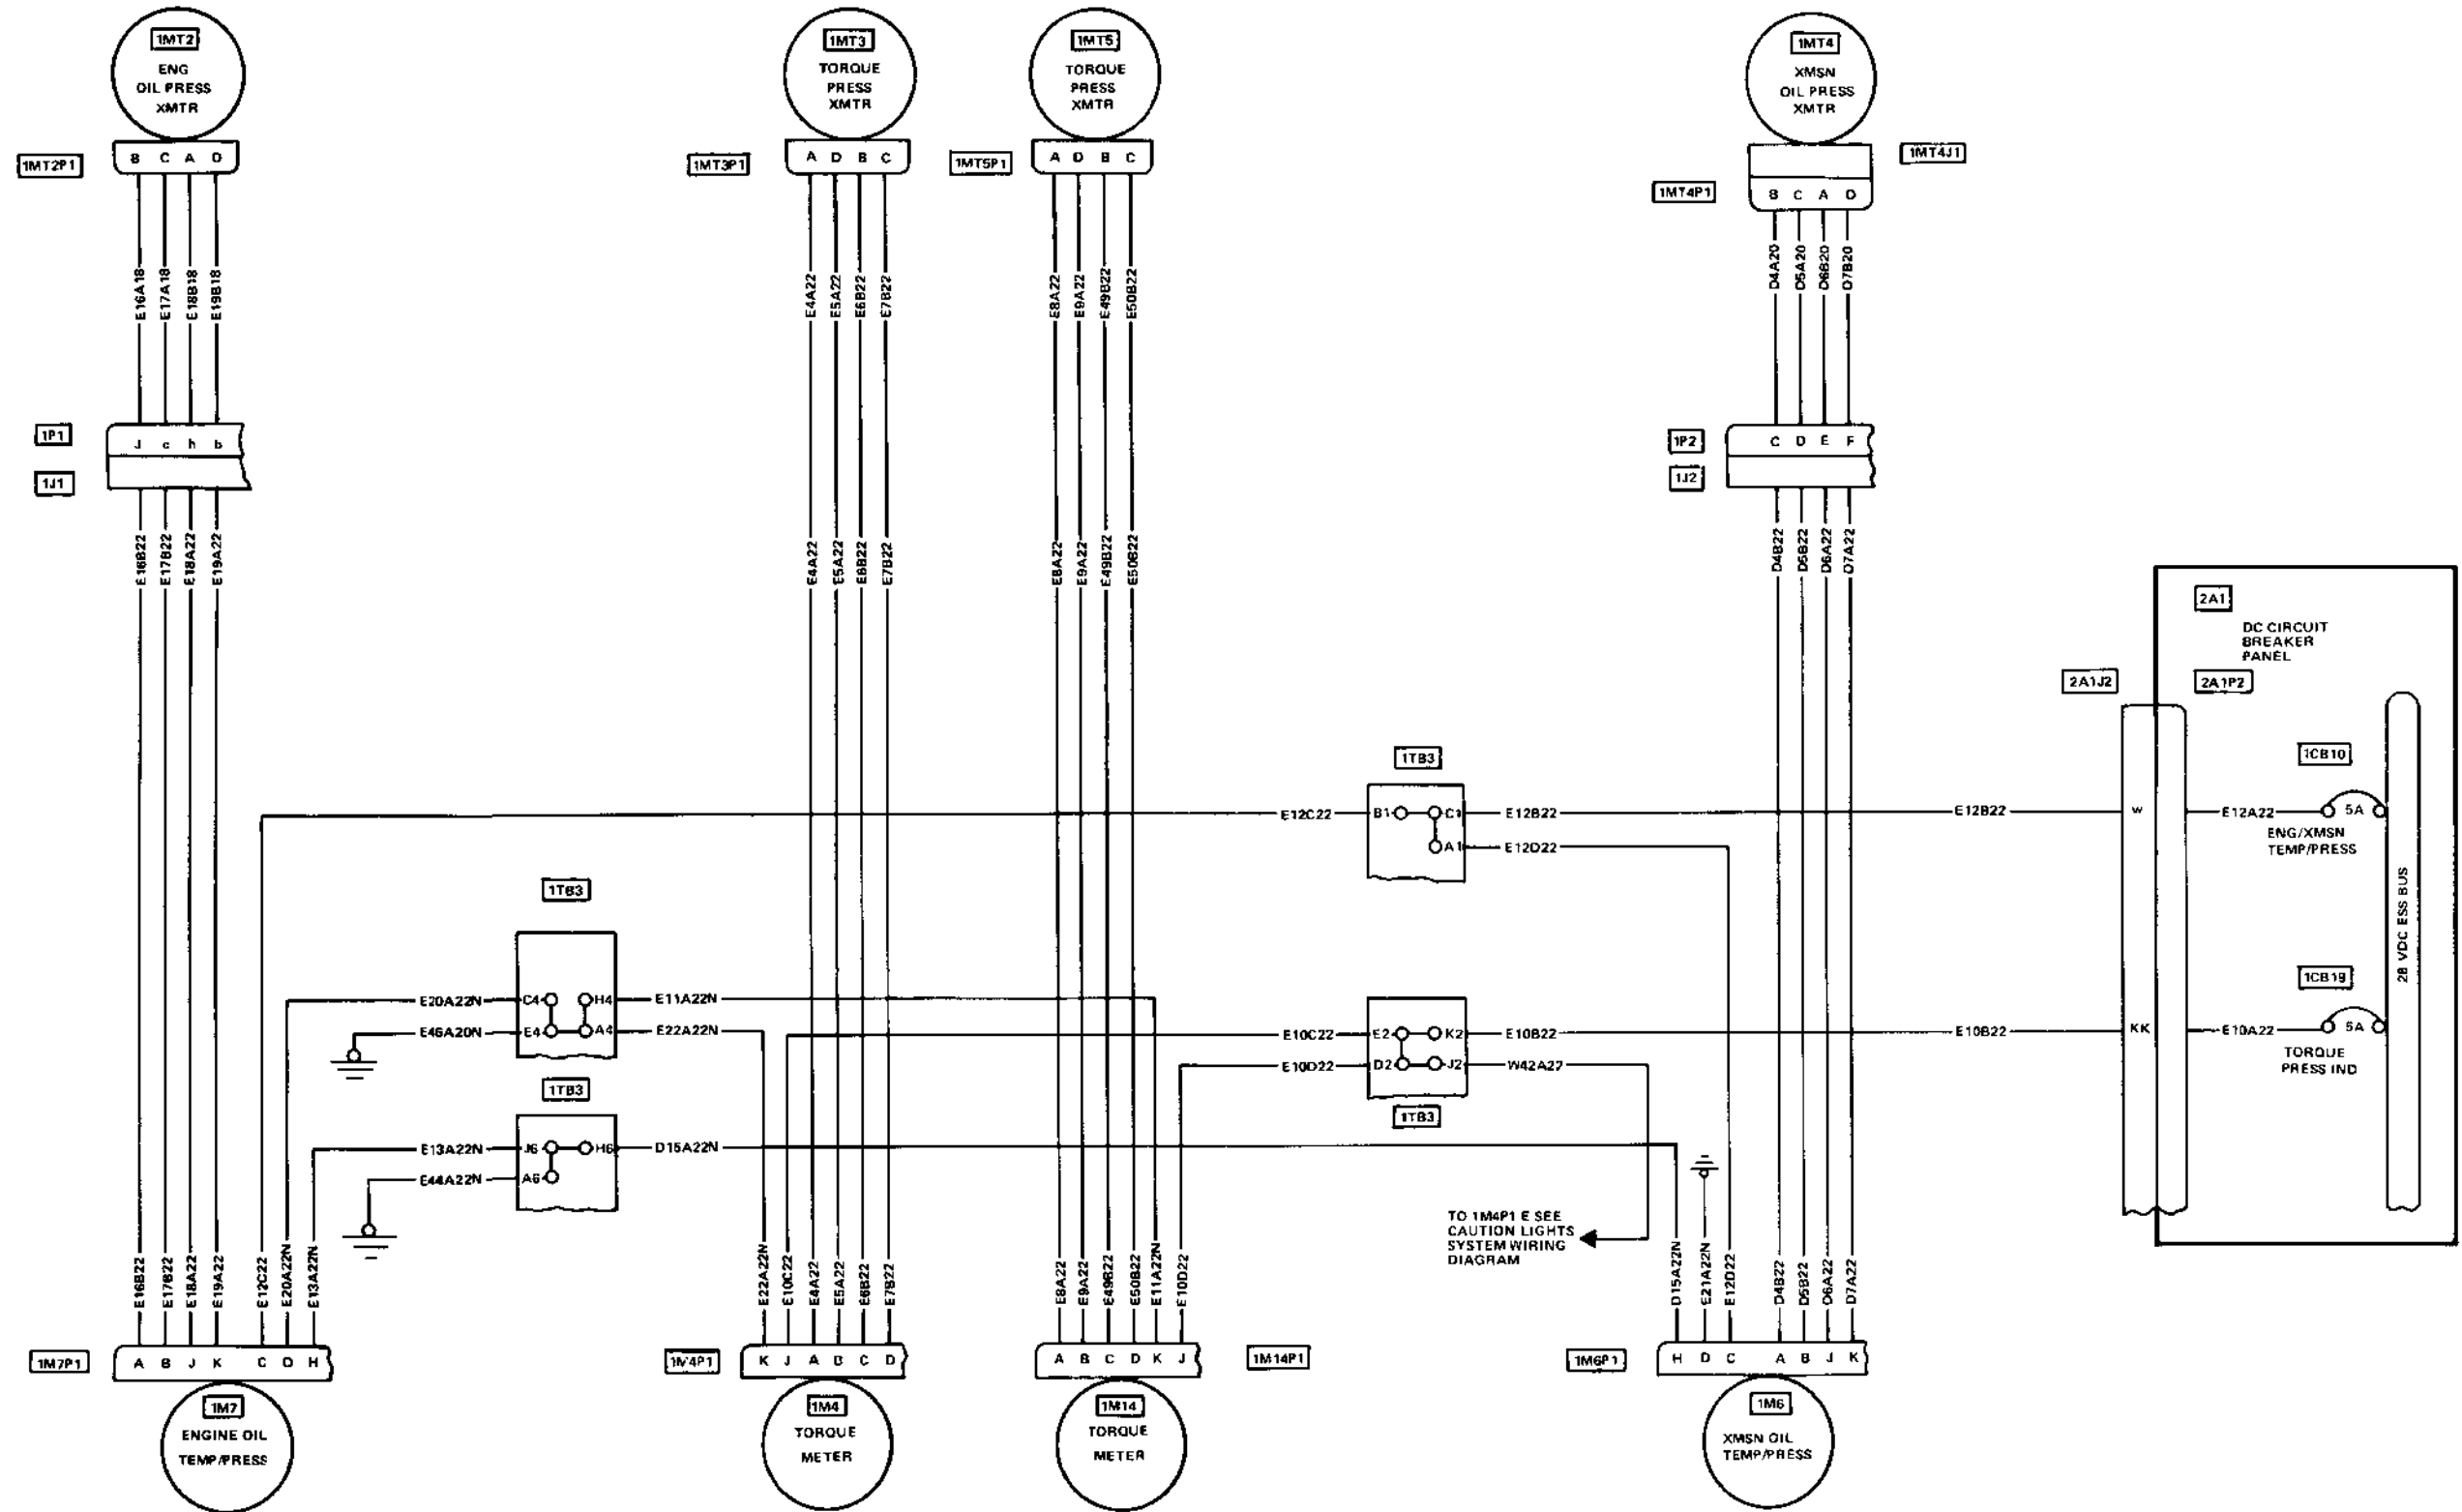 1MT2
ENG
OIL PRESS
XMTR
1MT2P1
B C A D
E16A18
E17A18
E18B18
E19B18
1P1
J c h b
1J1
E16B22
E17B22
E18A22
E19A22
1MT3
TORQUE
PRESS
XMTR
1MT3P1
A D B C
E4A22
E5A22
E6B22
E7B22
E4A22
E5A22
E6B22
E7B22
1MT5
TORQUE
PRESS
XMTR
1MT5P1
A D B C
E8A22
E9A22
E49B22
E50B22
E8A22
E9A22
E49B22
E50B22
1MT4
XMSN
OIL PRESS
XMTR
1MT4J1
1MT4P1
B C A D
D4A20
D5A20
D6B20
D7B20
1P2
C D E F
1J2
D4B22
D5B22
D6A22
D7A22
2A1
DC CIRCUIT
BREAKER
PANEL
2A1J2
2A1P2
1CB10
W
E12A22
5A
ENG/XMSN
TEMP/PRESS
28 VDC ESS BUS
1CB19
KK
E10A22
5A
TORQUE
PRESS IND
1TB3
E12C22
B1
C1
E12B22
E12B22
A1
E12D22
1TB3
E20A22N
C4
H4
E11A22N
E46A20N
E4
A4
E22A22N
1TB3
E13A22N
J6
H6
D15A22N
E44A22N
A6
E10C22
E2
K2
E10B22
E10B22
E10D22
D2
J2
W42A22
1TB3
TO 1M4P1 E SEE
CAUTION LIGHTS
SYSTEM WIRING
DIAGRAM
E16B22
E17B22
E18A22
E19A22
E12C22
E20A22N
E13A22N
1M7P1
A B J K C D H
1M7
ENGINE OIL
TEMP/PRESS
E22A22N
E10C22
E4A22
E5A22
E6B22
E7B22
1M4P1
K J A B C D
1M4
TORQUE
METER
E8A22
E9A22
E49B22
E50B22
E11A22N
E10D22
A B C D K J
1M14P1
1M14
TORQUE
METER
D15A22N
E21A22N
E12D22
D4B22
D5B22
D6A22
D7A22
1M6P1
H D C A B J K
1M6
XMSN OIL
TEMP/PRESS